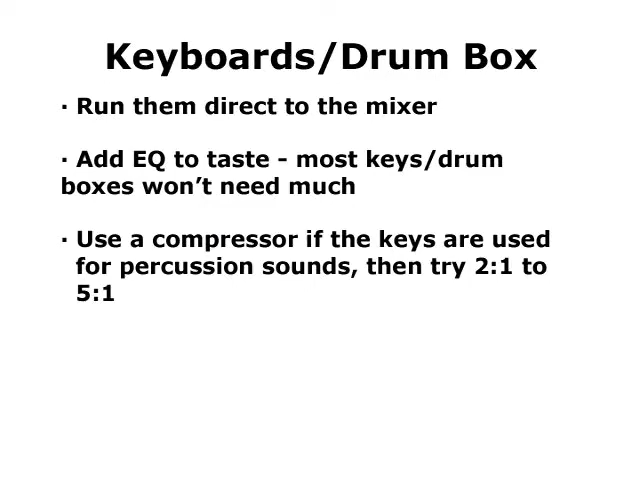 Keyboards/Drum Box
· Run them direct to the mixer
· Add EQ to taste - most keys/drum
boxes won’t need much
· Use a compressor if the keys are used
for percussion sounds, then try 2:1 to
5:1